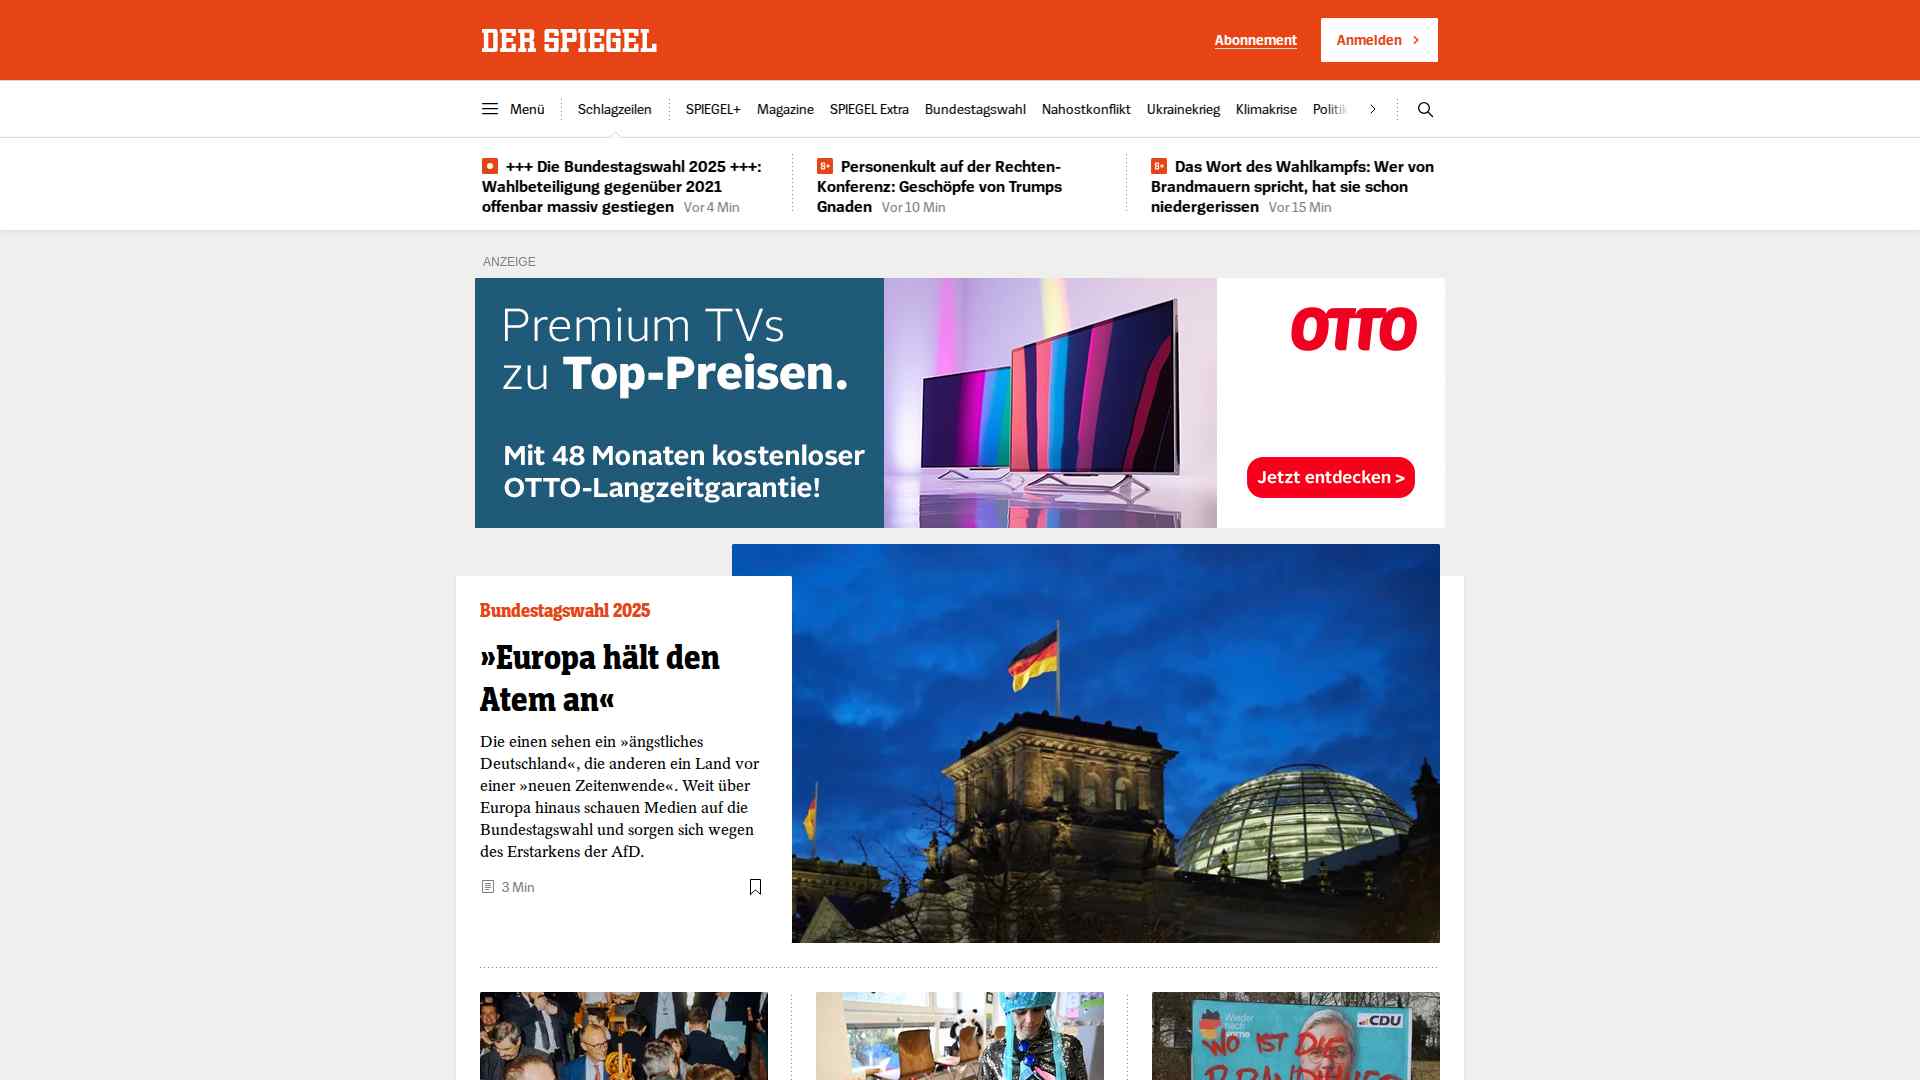 DER SPIEGEL
Abonnement
Anmelden
Menü
Schlagzeilen
SPIEGEL+
Magazine
SPIEGEL Extra
Bundestagswahl
Nahostkonflikt
Ukrainekrieg
Klimakrise
Politik
+++ Die Bundestagswahl 2025 +++:
Wahlbeteiligung gegenüber 2021
offenbar massiv gestiegen Vor 4 Min
Personenkult auf der Rechten-
Konferenz: Geschöpfe von Trumps
Gnaden Vor 10 Min
Das Wort des Wahlkampfs: Wer von
Brandmauern spricht, hat sie schon
niedergerissen Vor 15 Min
ANZEIGE
Premium TVs
zu Top-Preisen.
Mit 48 Monaten kostenloser
OTTO-Langzeitgarantie!
OTTO
Jetzt entdecken >
Bundestagswahl 2025
»Europa hält den
Atem an«
Die einen sehen ein »ängstliches
Deutschland«, die anderen ein Land vor
einer »neuen Zeitenwende«. Weit über
Europa hinaus schauen Medien auf die
Bundestagswahl und sorgen sich wegen
des Erstarkens der AfD.
3 Min
Wieder
nach
vorne
CDU
WO IST DIE